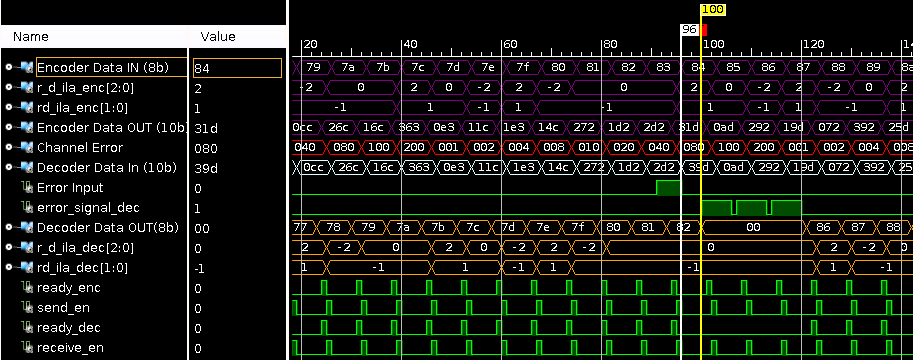 100
96
Name Value 20 40 60 80 100 120 14
Encoder Data IN (8b) 84 79 7a 7b 7c 7d 7e 7f 80 81 82 83 84 85 86 87 88 89 8a
r_d_ila_enc[2:0] 2 -2 0 2 0 -2 2 -2 0 2 0 -2 2 -2 0
rd_ila_enc[1:0] 1 -1 1 -1 1 -1 1 -1 1 -1
Encoder Data OUT (10b) 31d 0cc 26c 16c 363 0e3 11c 1e3 14c 272 1d2 2d2 31d 0ad 292 19d 072 392
Channel Error 080 040 080 100 200 001 002 004 008 010 020 040 080 100 200 001 002 004 008
Decoder Data In (10b) 39d 0cc 26c 16c 363 0e3 11c 1e3 14c 272 1d2 2d2 39d 0ad 292 19d 072 392
Error Input 0
error_signal_dec 1
Decoder Data OUT(8b) 00 77 78 79 7a 7b 7c 7d 7e 7f 80 81 82 00 86 87 88
r_d_ila_dec[2:0] 0 2 -2 0 2 0 -2 2 -2 0 2 -2 0
rd_ila_dec[1:0] -1 1 -1 1 -1 1 -1 1 -1
ready_enc 0
send_en 0
ready_dec 0
receive_en 0